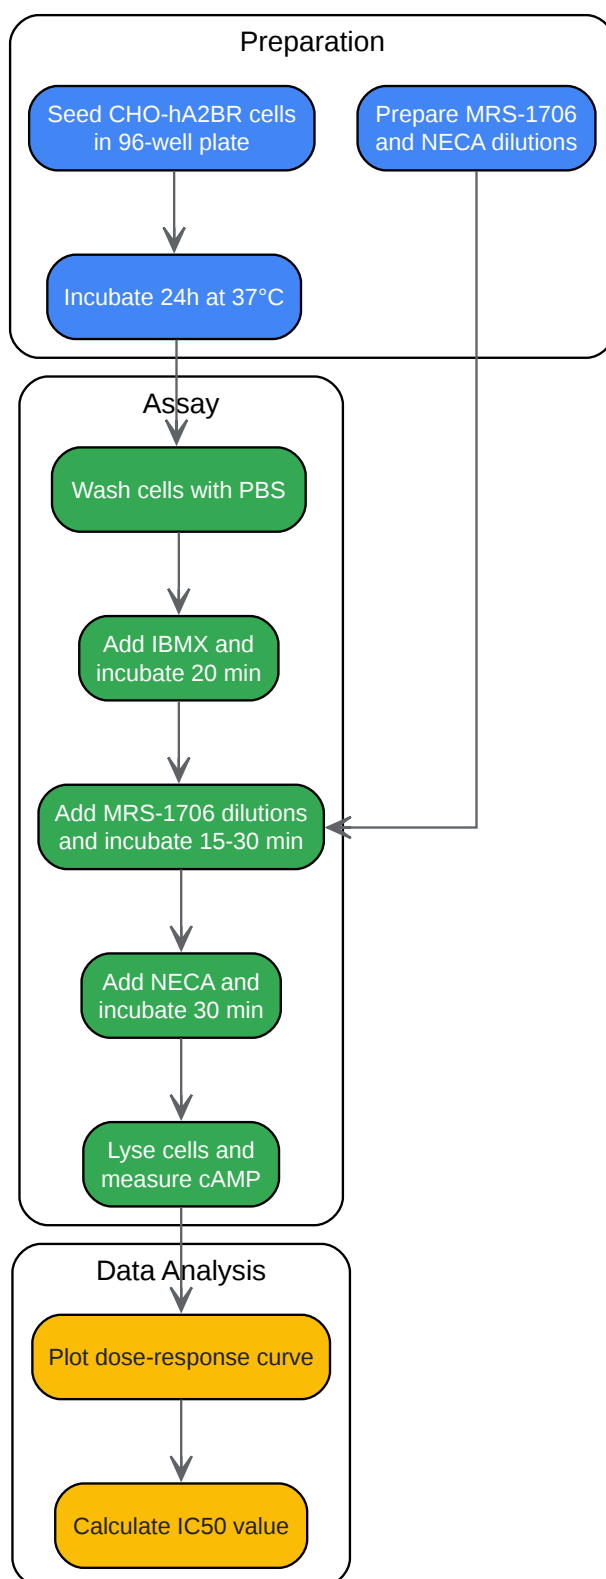 Preparation
Seed CHO-hA2BR cells
in 96-well plate
Prepare MRS-1706
and NECA dilutions
Incubate 24h at 37°C
Assay
Wash cells with PBS
Add IBMX and
incubate 20 min
Add MRS-1706 dilutions
and incubate 15-30 min
Add NECA and
incubate 30 min
Lyse cells and
measure cAMP
Data Analysis
Plot dose-response curve
Calculate IC50 value